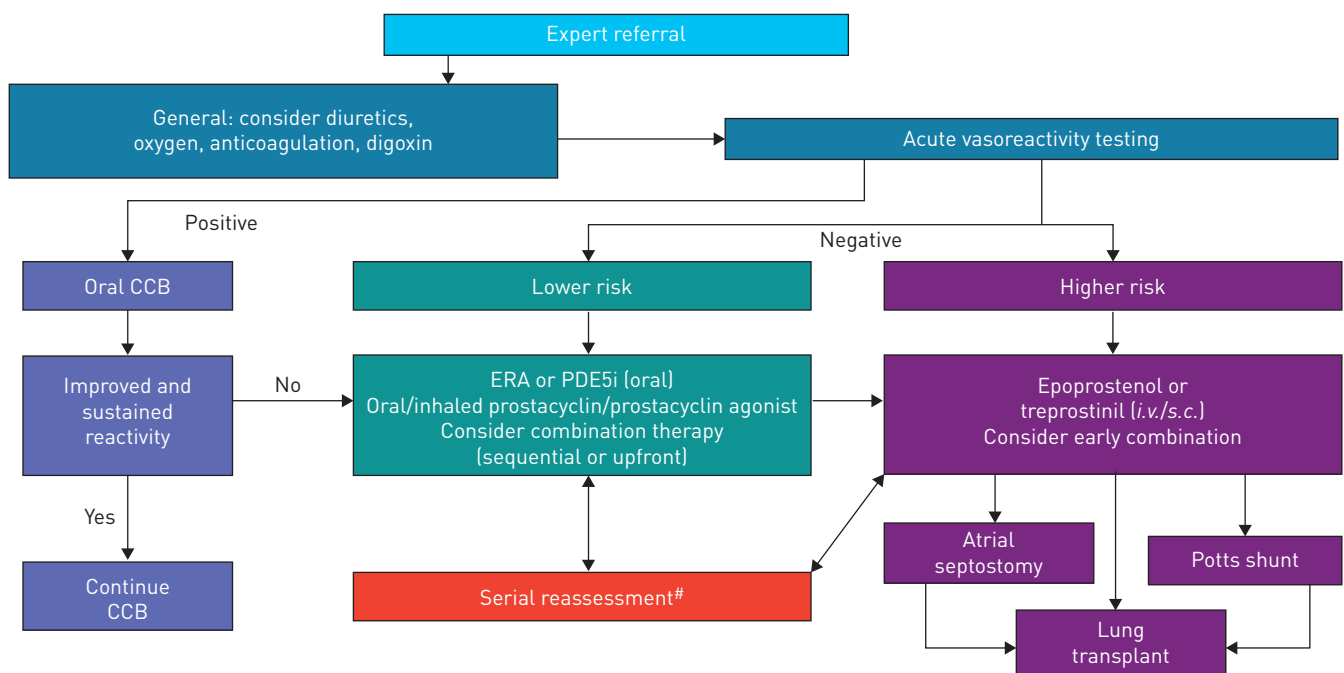 Expert referral
General: consider diuretics,
oxygen, anticoagulation, digoxin
Acute vasoreactivity testing
Positive
Negative
Oral CCB
Lower risk
Higher risk
Improved and
sustained
reactivity
No
ERA or PDE5i (oral)
Oral/inhaled prostacyclin/prostacyclin agonist
Consider combination therapy
(sequential or upfront)
Epoprostenol or
treprostinil (i.v./s.c.)
Consider early combination
Yes
Atrial
septostomy
Potts shunt
Continue
CCB
Serial reassessment#
Lung
transplant